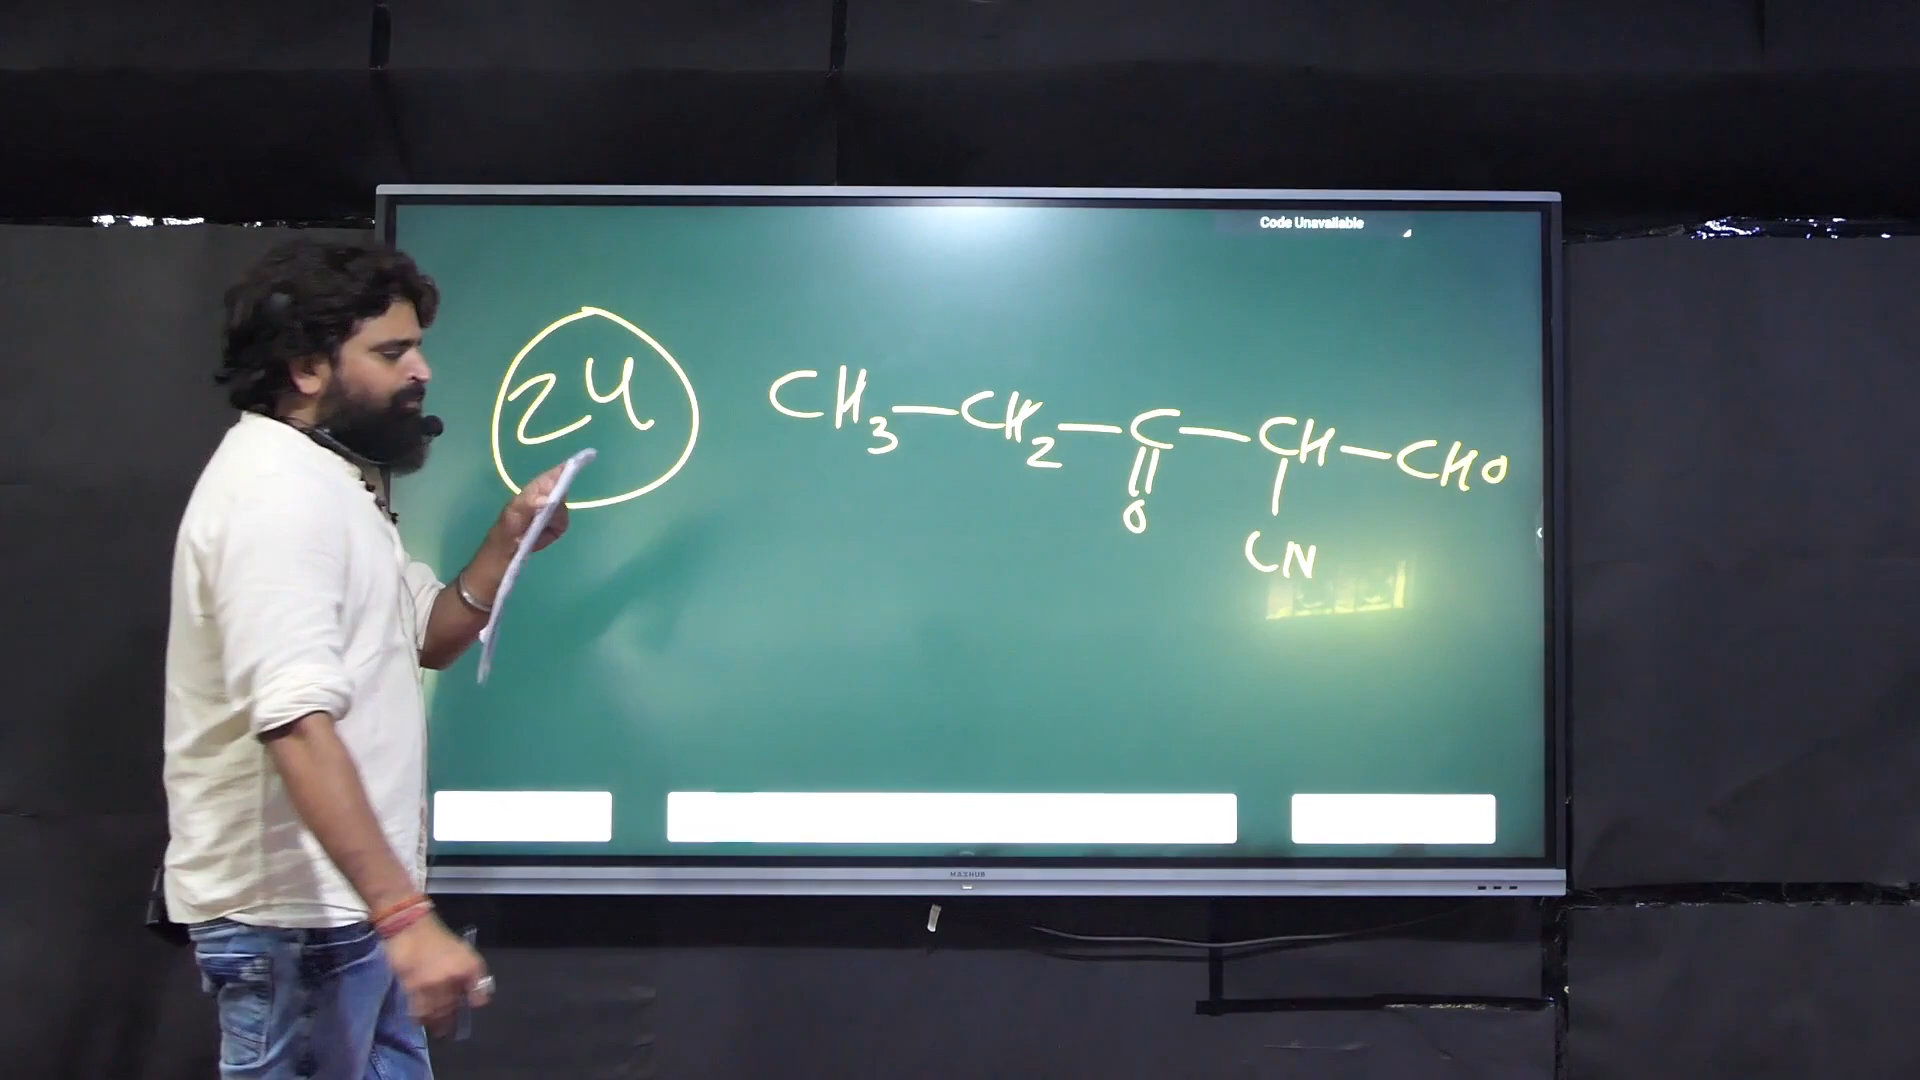 Code Unavailable
24
CH3—CH2—C—CH—CHO
||
O
|
CN
MAXHUB